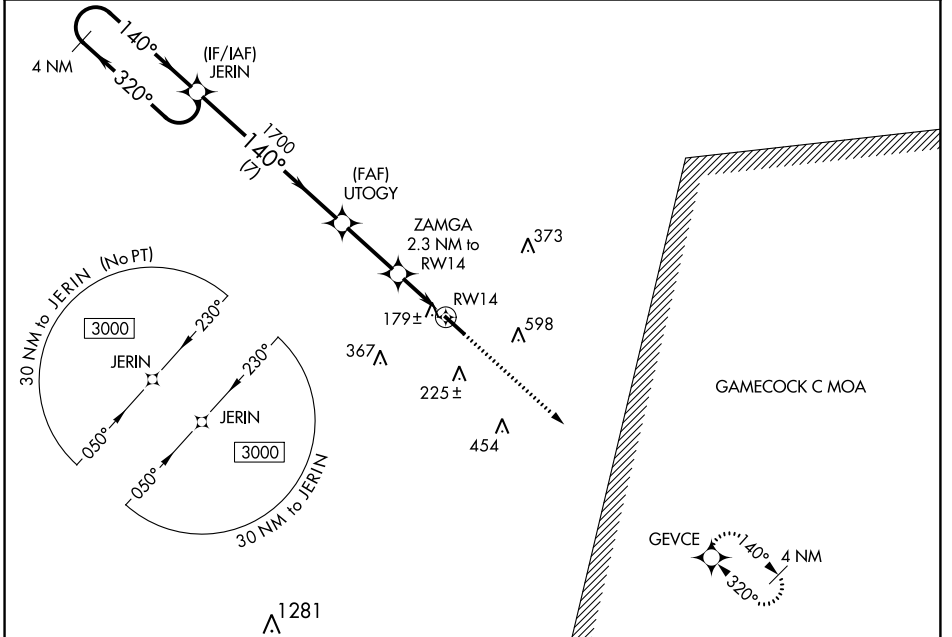 140°
4 NM
320°
(IF/IAF)
JERIN
1700
140°
(7)
(FAF)
UTOGY
ZAMGA
2.3 NM to
RW14
373
RW14
179±
598
367
225±
454
30 NM to JERIN (No PT)
3000
230°
JERIN
050°
230°
JERIN
3000
050°
30 NM to JERIN
GAMECOCK C MOA
GEVCE
140°
4 NM
320°
1281